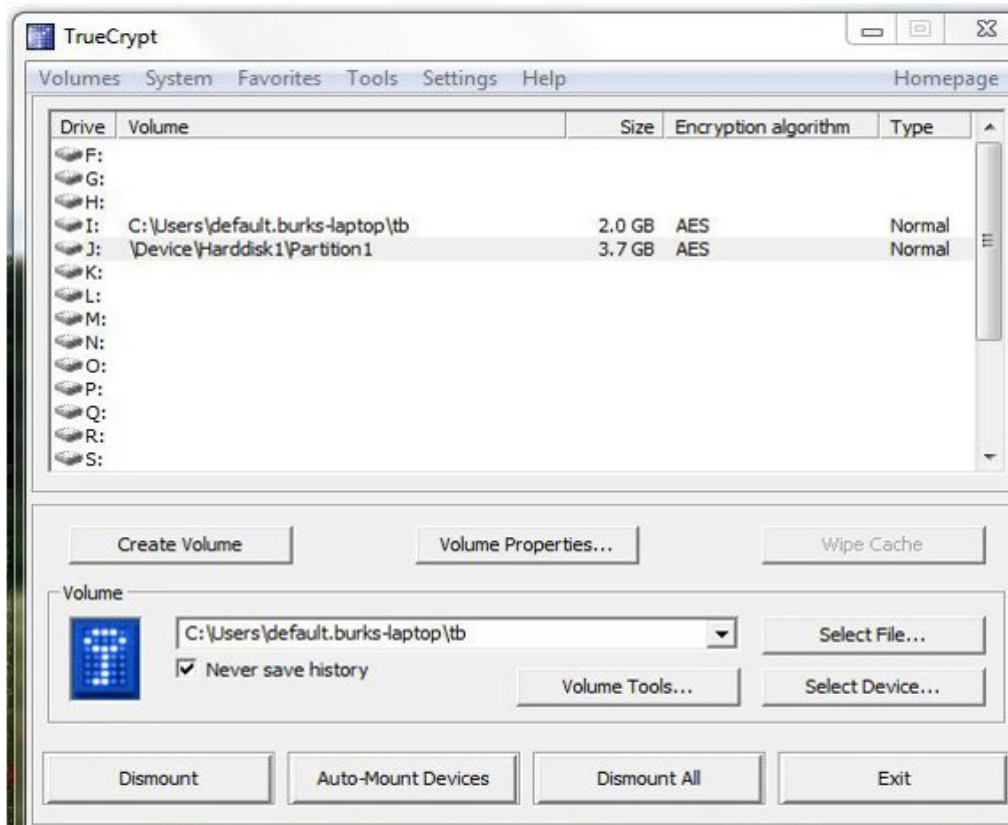 TrueCrypt
Volumes System Favorites Tools Settings Help Homepage
Drive Volume Size Encryption algorithm Type
F:
G:
H:
I: C:\Users\default.burks-laptop\tb 2.0 GB AES Normal
J: \Device\Harddisk1\Partition1 3.7 GB AES Normal
K:
L:
M:
N:
O:
P:
Q:
R:
S:
Create Volume Volume Properties... Wipe Cache
Volume
C:\Users\default.burks-laptop\tb Select File...
Never save history
Volume Tools... Select Device...
Dismount Auto-Mount Devices Dismount All Exit